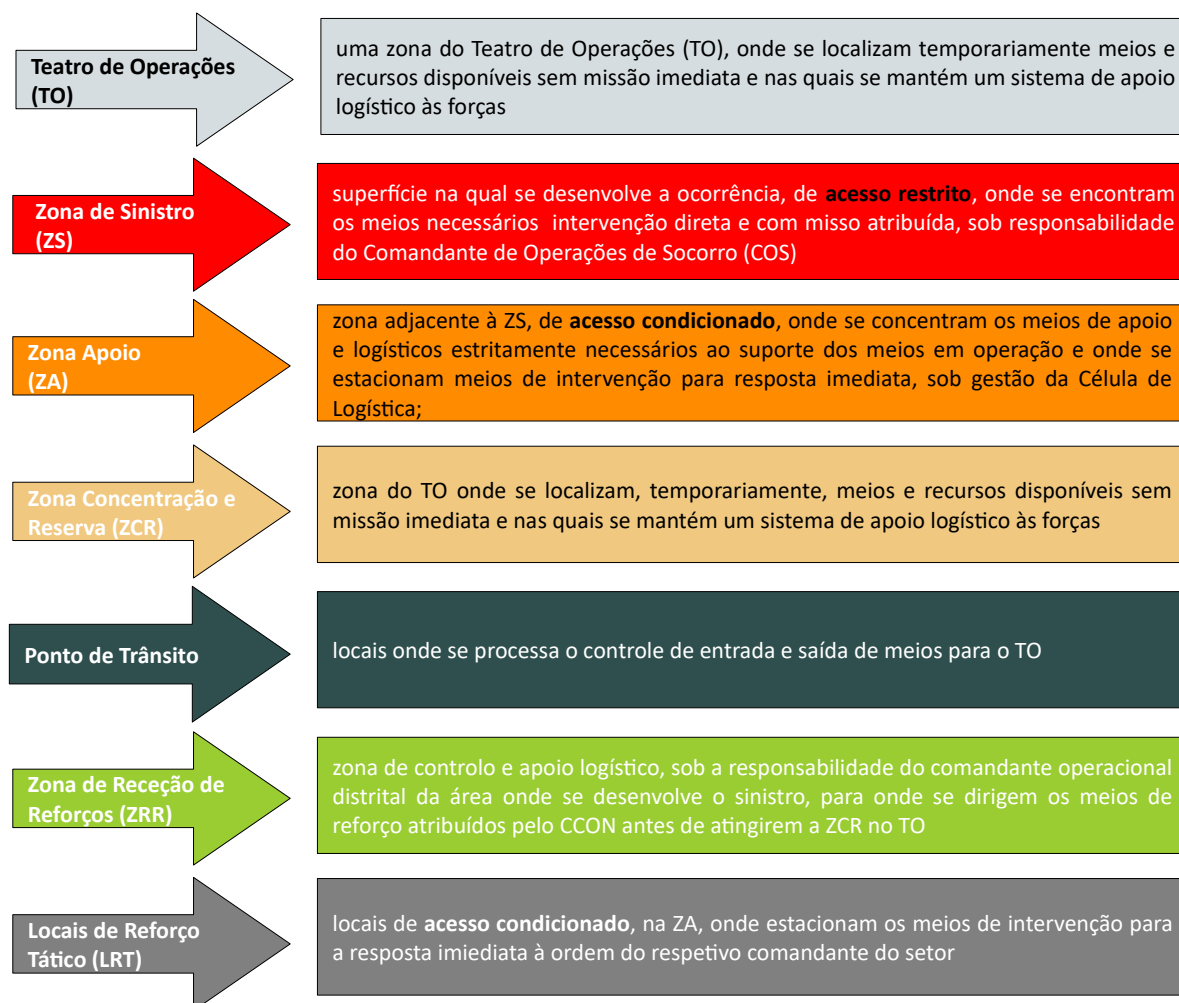 Teatro de Operações
(TO)
uma zona do Teatro de Operações (TO), onde se localizam temporariamente meios e
recursos disponíveis sem missão imediata e nas quais se mantém um sistema de apoio
logístico às forças
Zona de Sinistro
(ZS)
superfície na qual se desenvolve a ocorrência, de acesso restrito, onde se encontram
os meios necessários intervenção direta e com misso atribuída, sob responsabilidade
do Comandante de Operações de Socorro (COS)
Zona Apoio
(ZA)
zona adjacente à ZS, de acesso condicionado, onde se concentram os meios de apoio
e logísticos estritamente necessários ao suporte dos meios em operação e onde se
estacionam meios de intervenção para resposta imediata, sob gestão da Célula de
Logística;
Zona Concentração e
Reserva (ZCR)
zona do TO onde se localizam, temporariamente, meios e recursos disponíveis sem
missão imediata e nas quais se mantém um sistema de apoio logístico às forças
Ponto de Trânsito
locais onde se processa o controle de entrada e saída de meios para o TO
Zona de Receção de
Reforços (ZRR)
zona de controlo e apoio logístico, sob a responsabilidade do comandante operacional
distrital da área onde se desenvolve o sinistro, para onde se dirigem os meios de
reforço atribuídos pelo CCON antes de atingirem a ZCR no TO
Locais de Reforço
Tático (LRT)
locais de acesso condicionado, na ZA, onde estacionam os meios de intervenção para
a resposta imiediata à ordem do respetivo comandante do setor